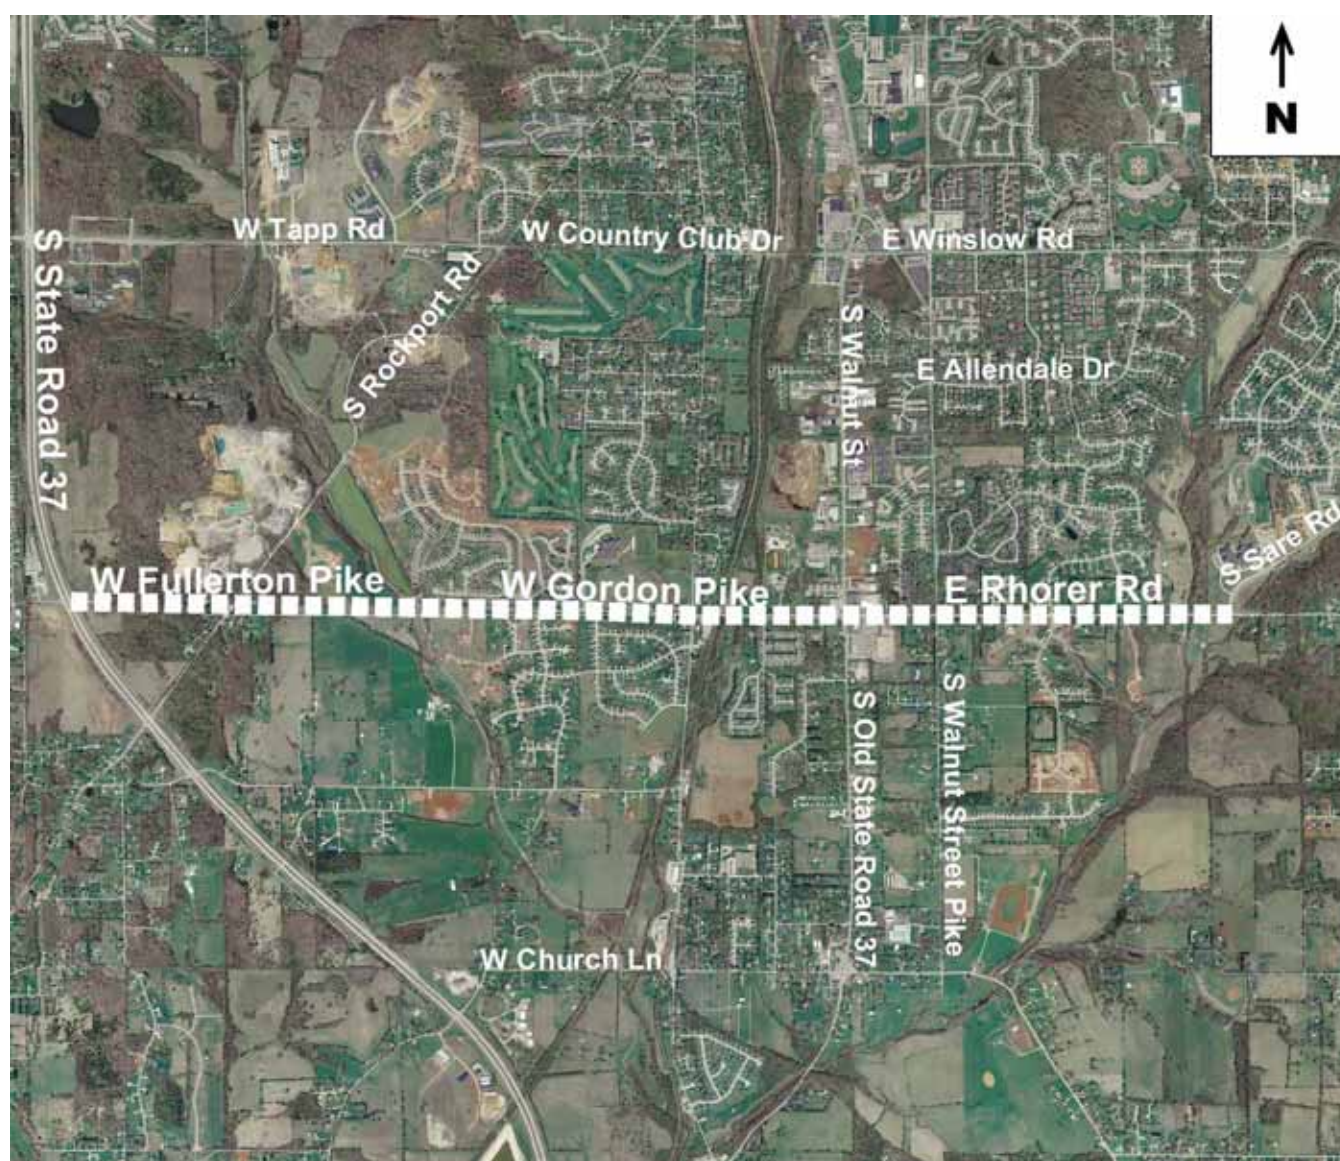 N
W Tapp Rd
W Country Club Dr
E Winslow Rd
S State Road 37
S Rockport Rd
S Walnut St
E Allendale Dr
S Sare Rd
W Fullerton Pike
W Gordon Pike
E Rhorer Rd
S Old State Road 37
S Walnut Street Pike
W Church Ln